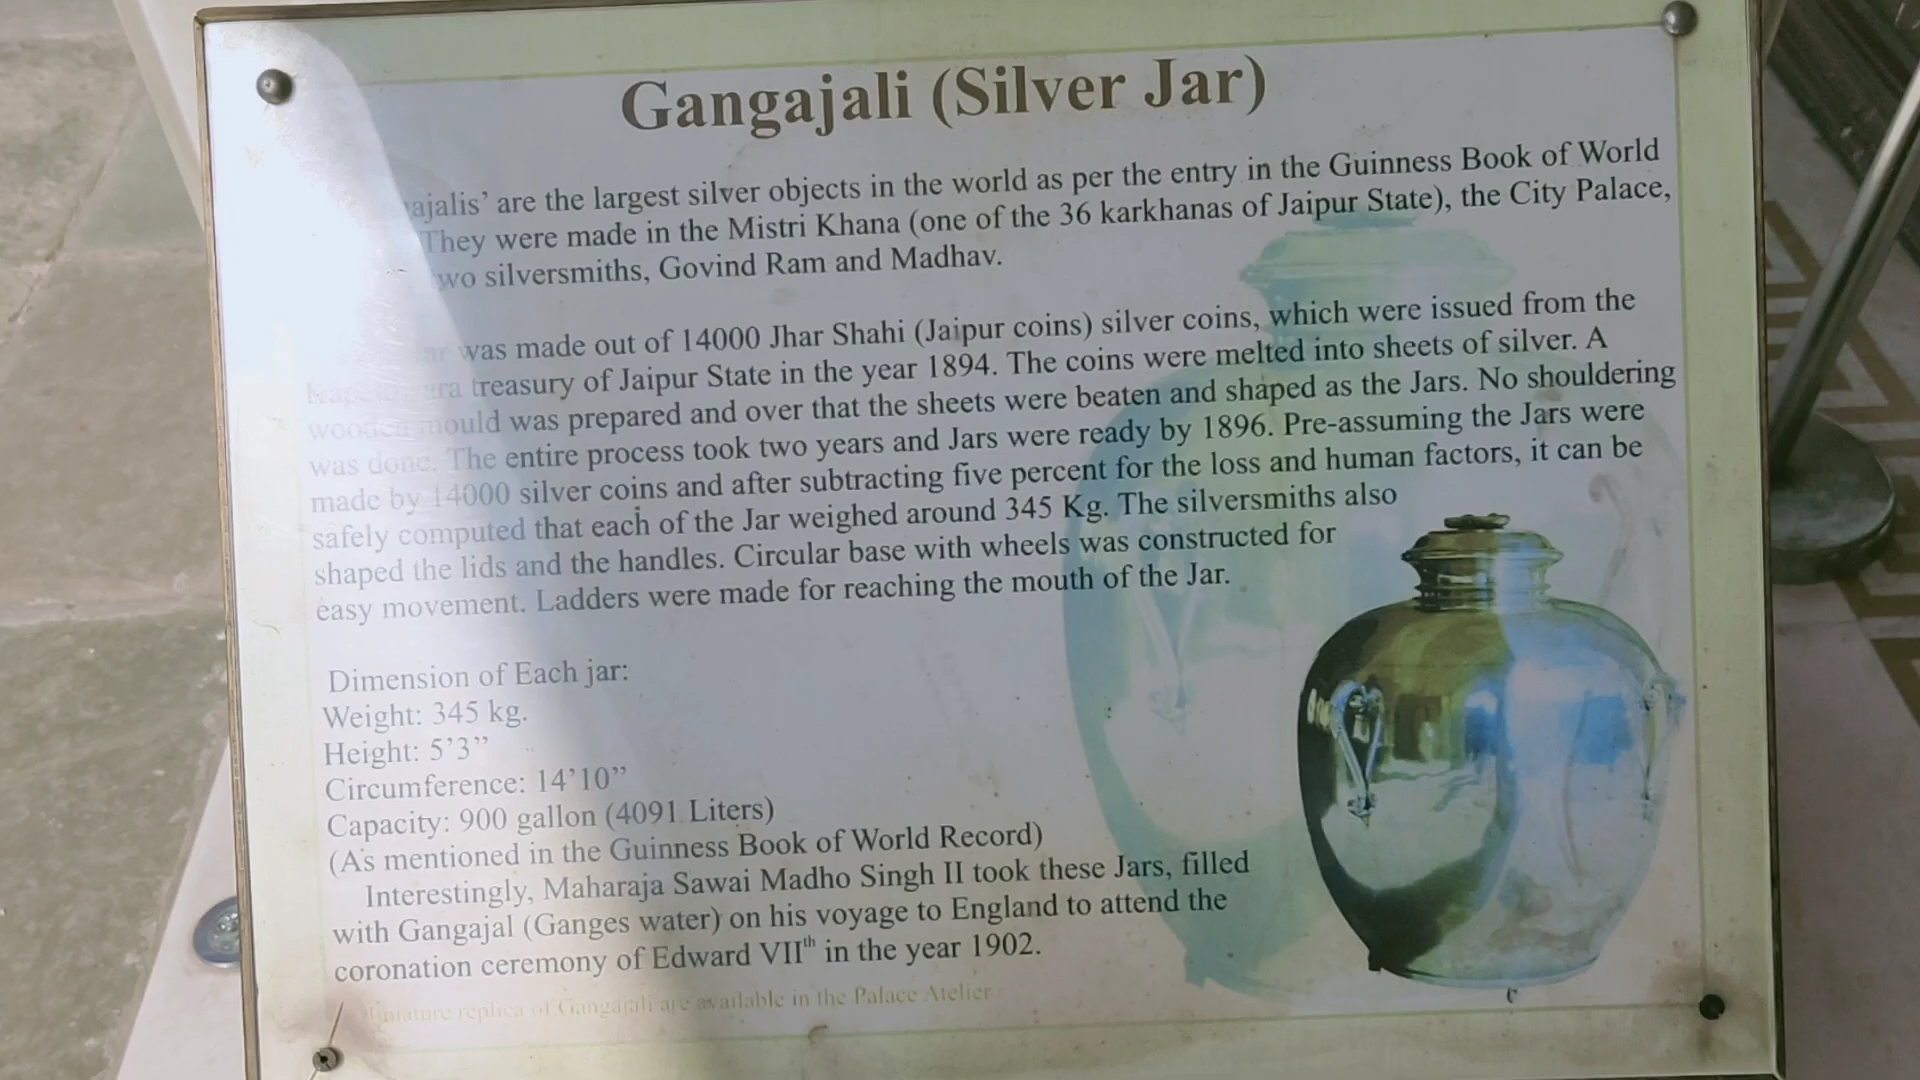 Gangajali (Silver Jar)
are the largest silver objects in the world as per the entry in the Guinness Book of World
They were made in the Mistri Khana (one of the 36 karkhanas of Jaipur State), the City Palace,
silversmiths, Govind Ram and Madhav.
was made out of 14000 Jhar Shahi (Jaipur coins) silver coins, which were issued from the
treasury of Jaipur State in the year 1894. The coins were melted into sheets of silver. A
wooden mould was prepared and over that the sheets were beaten and shaped as the Jars. No shouldering
was done. The entire process took two years and Jars were ready by 1896. Pre-assuming the Jars were
made by 14000 silver coins and after subtracting five percent for the loss and human factors, it can be
safely computed that each of the Jar weighed around 345 Kg. The silversmiths also
shaped the lids and the handles. Circular base with wheels was constructed for
easy movement. Ladders were made for reaching the mouth of the Jar.
Dimension of Each jar:
Weight: 345 kg.
Height: 5’3”
Circumference: 14’10”
Capacity: 900 gallon (4091 Liters)
(As mentioned in the Guinness Book of World Record)
Interestingly, Maharaja Sawai Madho Singh II took these Jars, filled
with Gangajal (Ganges water) on his voyage to England to attend the
coronation ceremony of Edward VIIth in the year 1902.
replica of Gangajali are available in the Palace Atelier